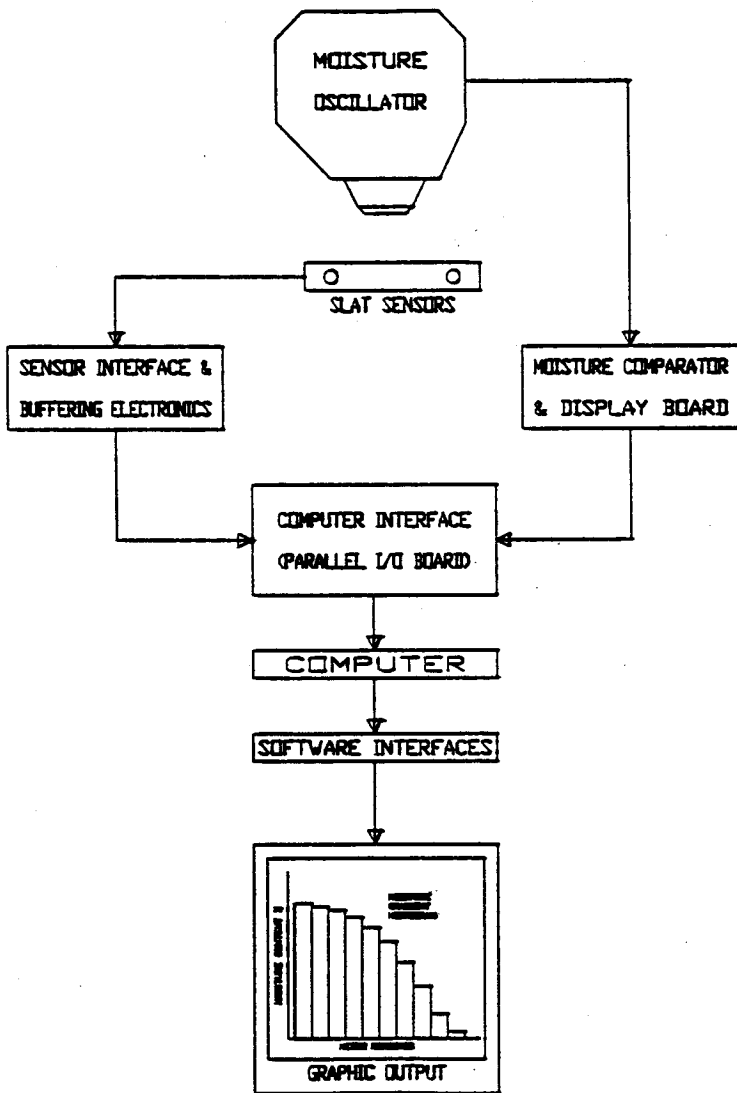 MOISTURE
OSCILLATOR
SLAT SENSORS
SENSOR INTERFACE &
BUFFERING ELECTRONICS
MOISTURE COMPARATOR
& DISPLAY BOARD
COMPUTER INTERFACE
(PARALLEL I/O BOARD)
COMPUTER
SOFTWARE INTERFACES
GRAPHIC OUTPUT